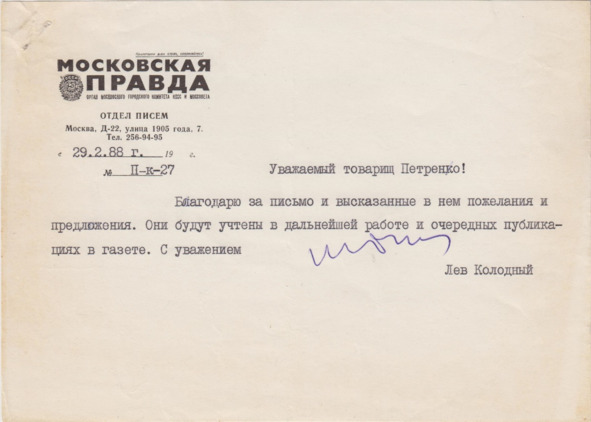 МОСКОВСКАЯ
ПРАВДА
ОРГАН МОСКОВСКОГО ГОРОДСКОГО КОМИТЕТА КПСС И МОССОВЕТА
ОТДЕЛ ПИСЕМ
Москва, Д-22, улица 1905 года, 7.
Тел. 256-94-95
« 29.2.88 г. 19 г.
№ П-к-27
Уважаемый товарищ Петренко!
Благодарю за письмо и высказанные в нем пожелания и
предложения. Они будут учтены в дальнейшей работе и очередных публика-
циях в газете. С уважением
Лев Колодный